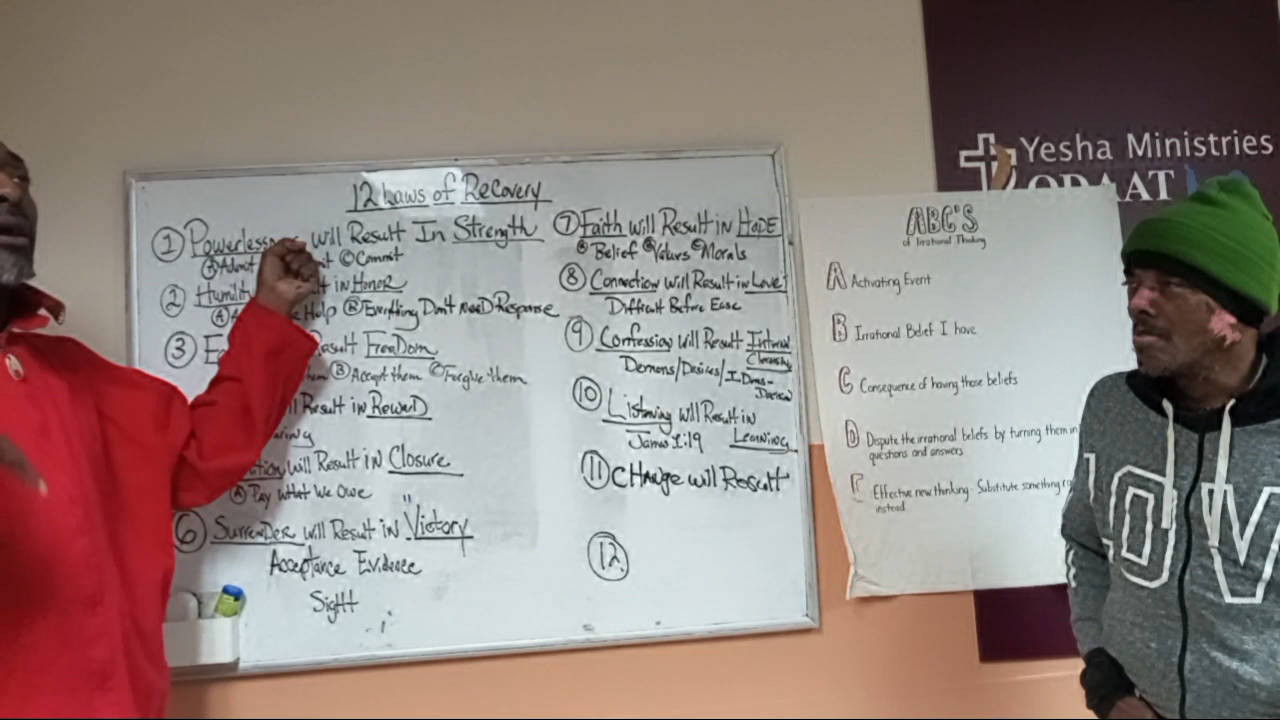 12 Laws of Recovery
① Powerless will Result In Strength
Ⓐ Admit Ⓒ Commit
② Humil in Honor
Ⓐ Help Ⓑ Everything Don't Need Response
③ Result FreeDom
them Ⓑ Accept them Ⓒ Forgive them
Result in Reward
will Result in Closure
Ⓐ Pay What We Owe
⑥ SurrenDer will Result in "Victory
Acceptance Evidence
Sight
⑦ Faith will Result in HoPE
Ⓐ Belief Ⓑ Values Ⓒ Morals
⑧ Connection will Result in Love
Difficult Before Ease
⑨ Confession will Result Internal
Demons/Desires/
⑩ Listening will Result in
James 1:19 Learning
⑪ CHange will Result
⑫
ABC'S
of Irrational Thinking
A Activating Event
B Irrational Belief I have
C Consequence of having those beliefs
D Dispute the irrational beliefs by turning them in
questions and answers
E Effective new thinking - Substitute something
instead
Yesha Ministries
ODAAT
LOV